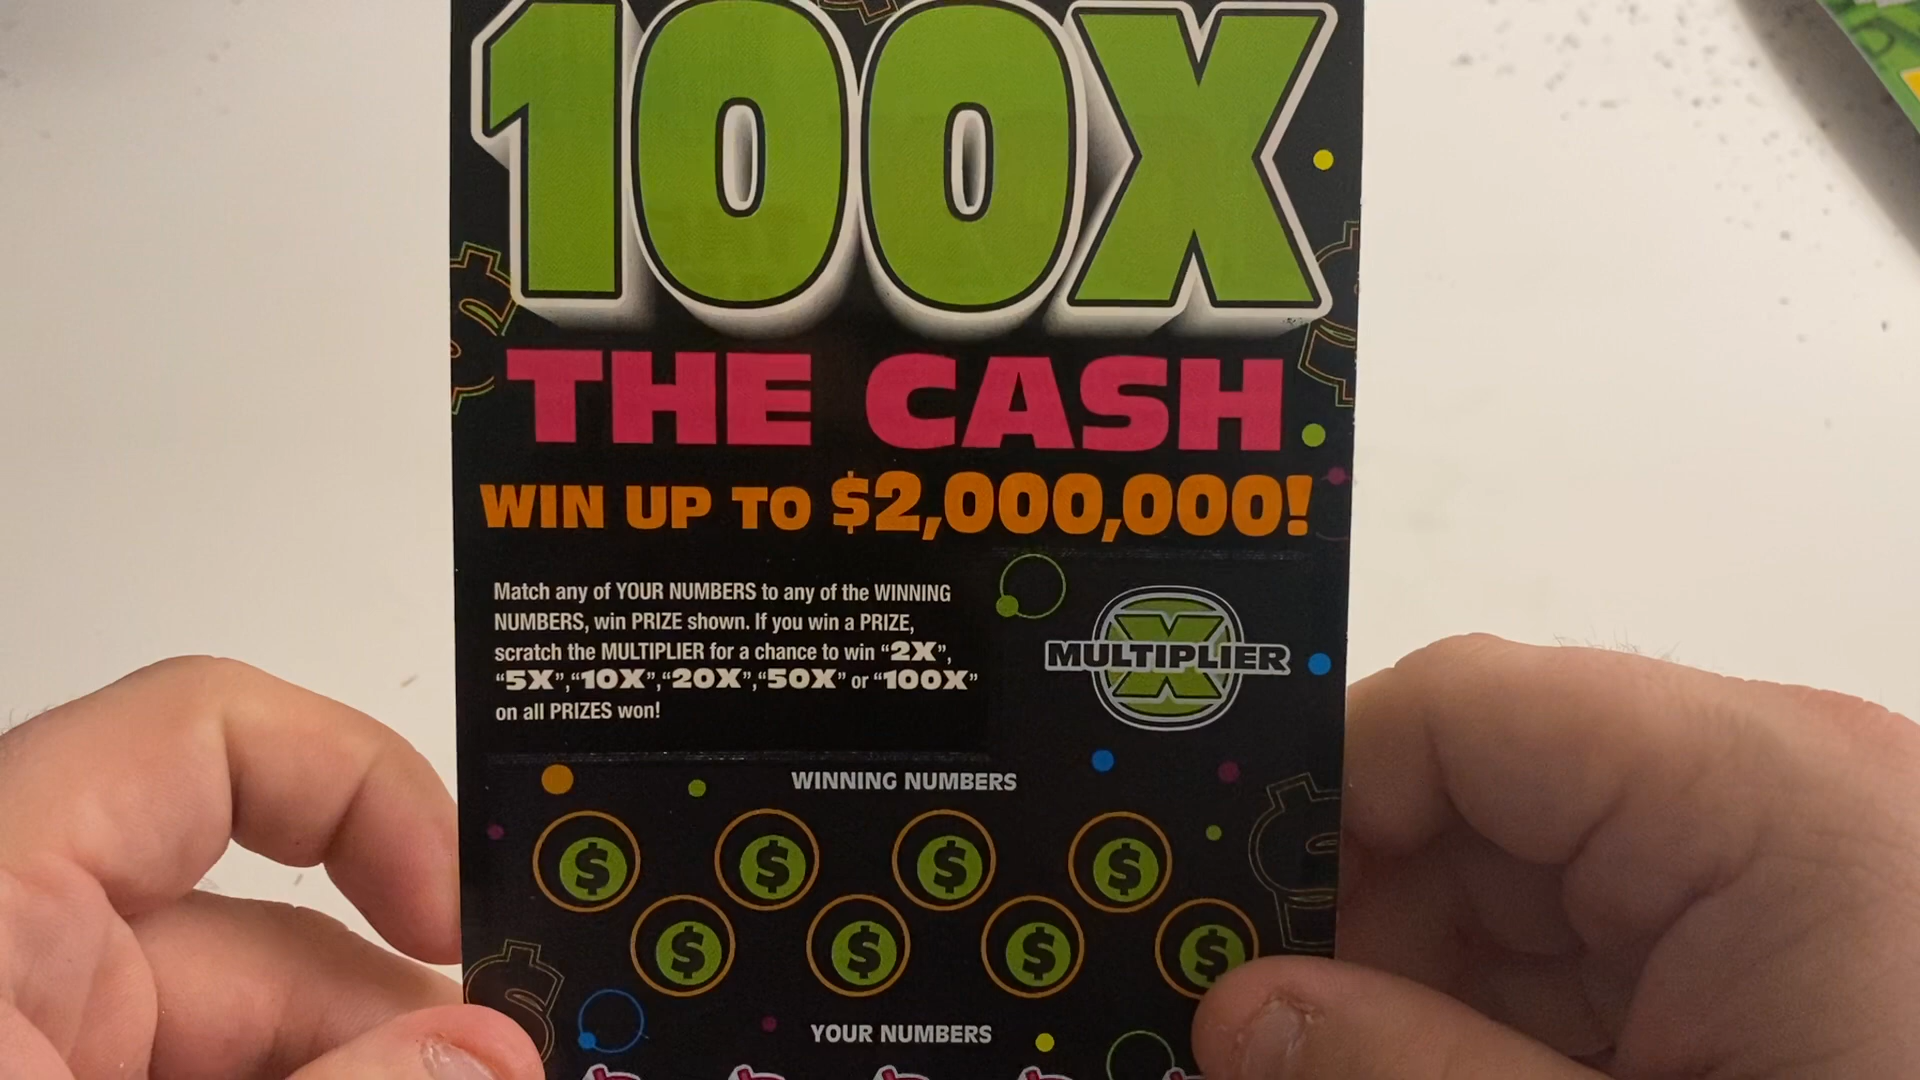 100X
THE CASH
WIN UP TO $2,000,000!
Match any of YOUR NUMBERS to any of the WINNING
NUMBERS, win PRIZE shown. If you win a PRIZE,
scratch the MULTIPLIER for a chance to win “2X”,
“5X”,“10X”,“20X”,“50X” or “100X”
on all PRIZES won!
X
MULTIPLIER
WINNING NUMBERS
$ $ $ $
$ $ $ $
YOUR NUMBERS